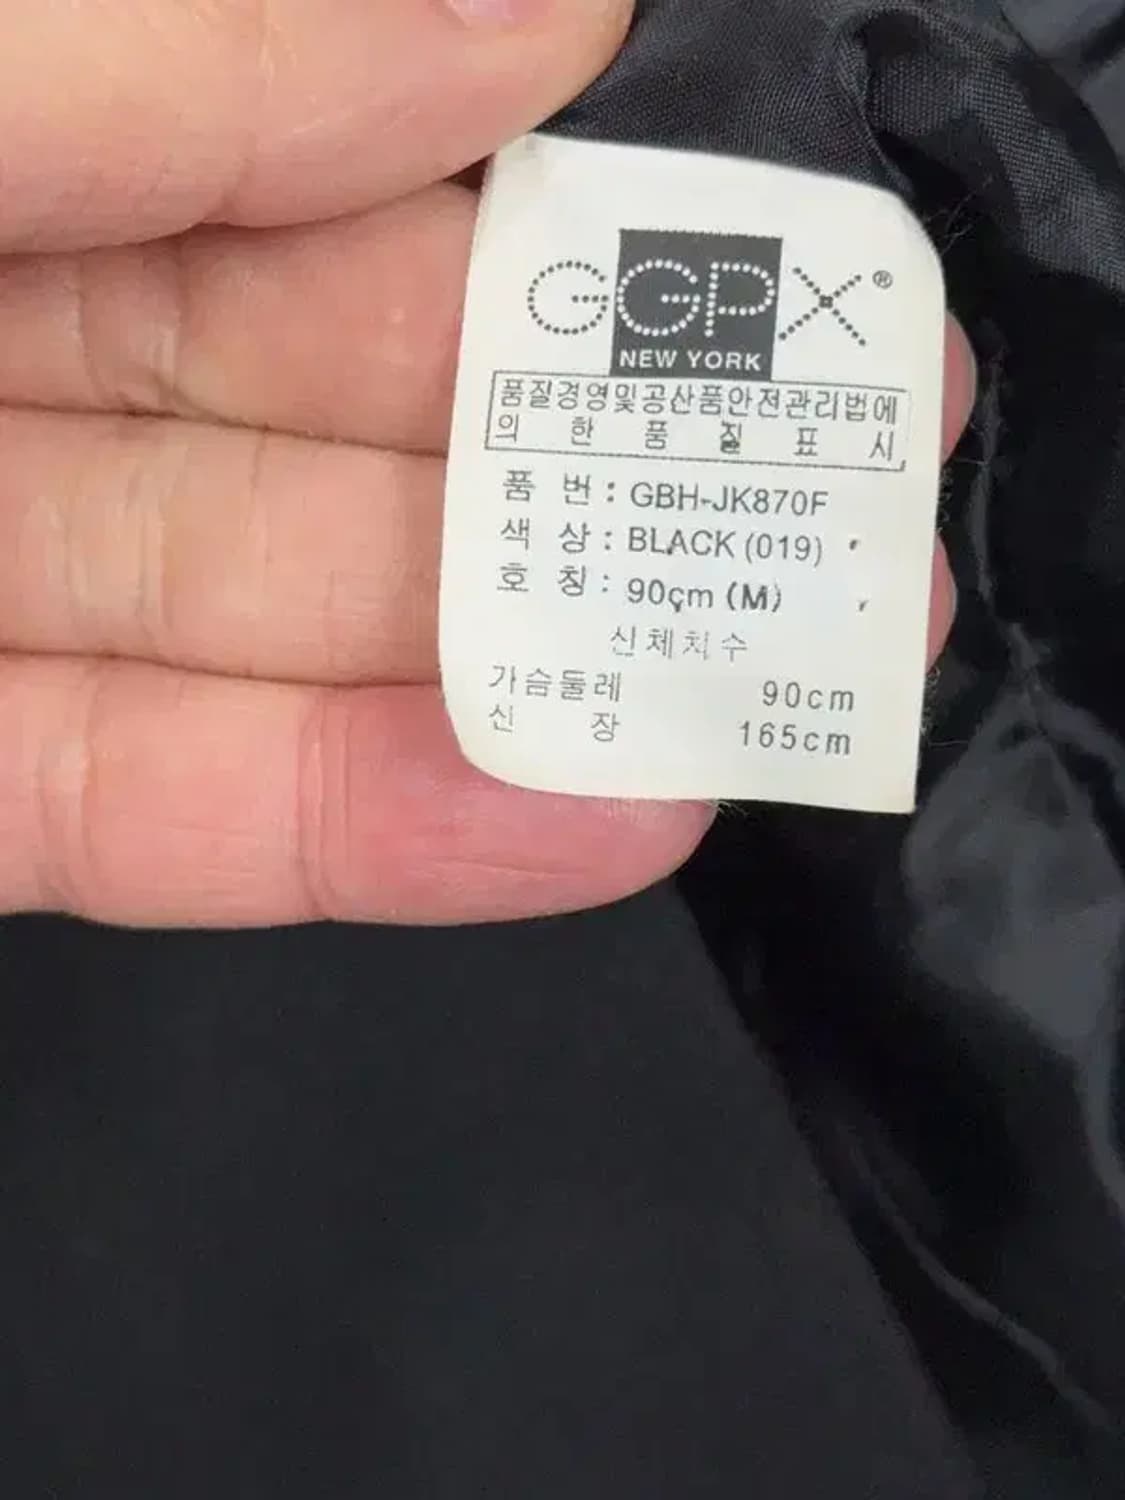 GGPX®
NEW YORK
품질경영및공산품안전관리법에
의 한 품 질 표 시
품 번 : GBH-JK870F
색 상 : BLACK (019)
호 칭 : 90cm (M)
신체치수
가슴둘레 90cm
신 장 165cm